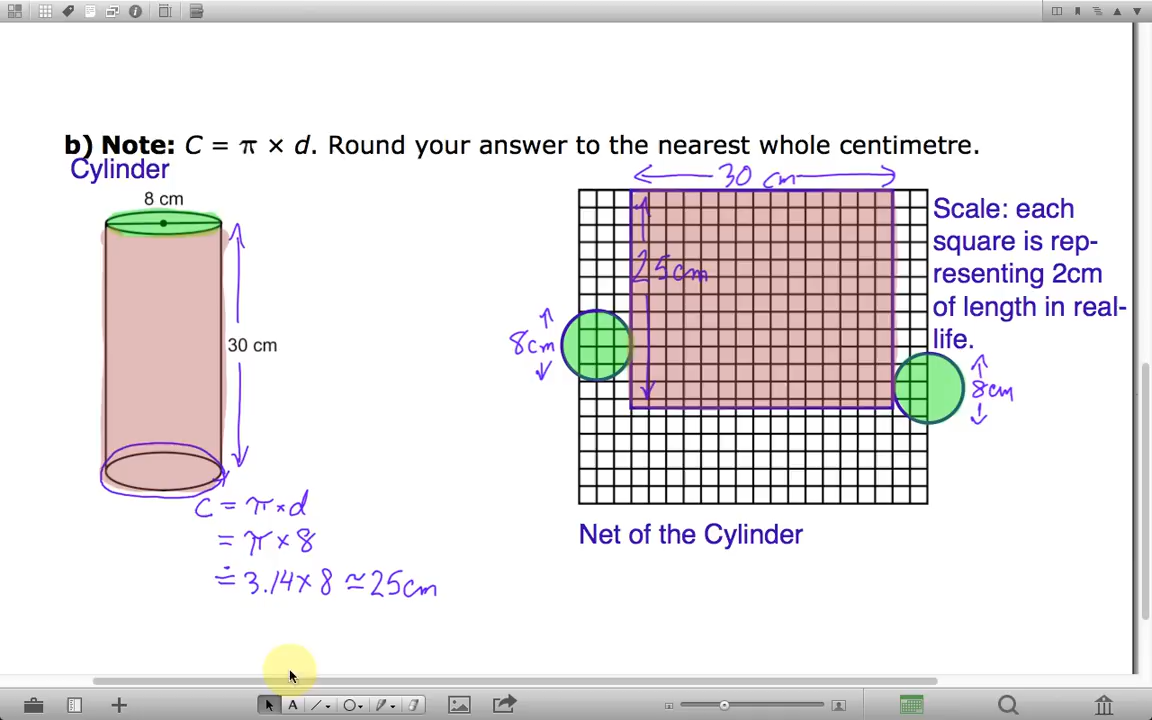 b) Note: C = π × d. Round your answer to the nearest whole centimetre.
Cylinder
8 cm
30 cm
C = π × d
= π × 8
≐ 3.14 × 8 ≃ 25cm
30 cm
25cm
8cm
8cm
Scale: each
square is rep-
resenting 2cm
of length in real-
life.
Net of the Cylinder
A